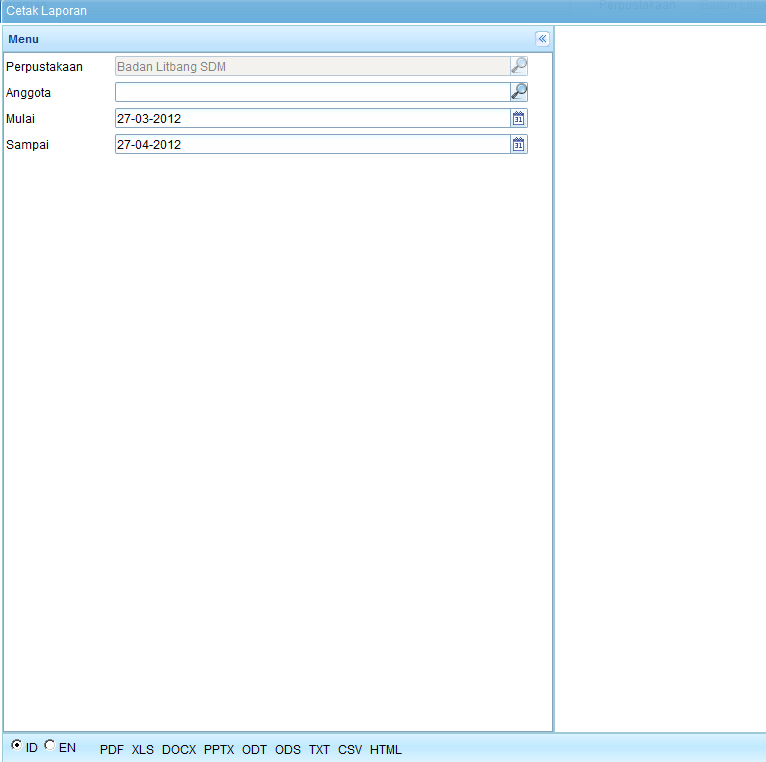 Cetak Laporan
Perpustakaan
Menu
Perpustakaan Badan Litbang SDM
Anggota
Mulai 27-03-2012
Sampai 27-04-2012
ID EN PDF XLS DOCX PPTX ODT ODS TXT CSV HTML